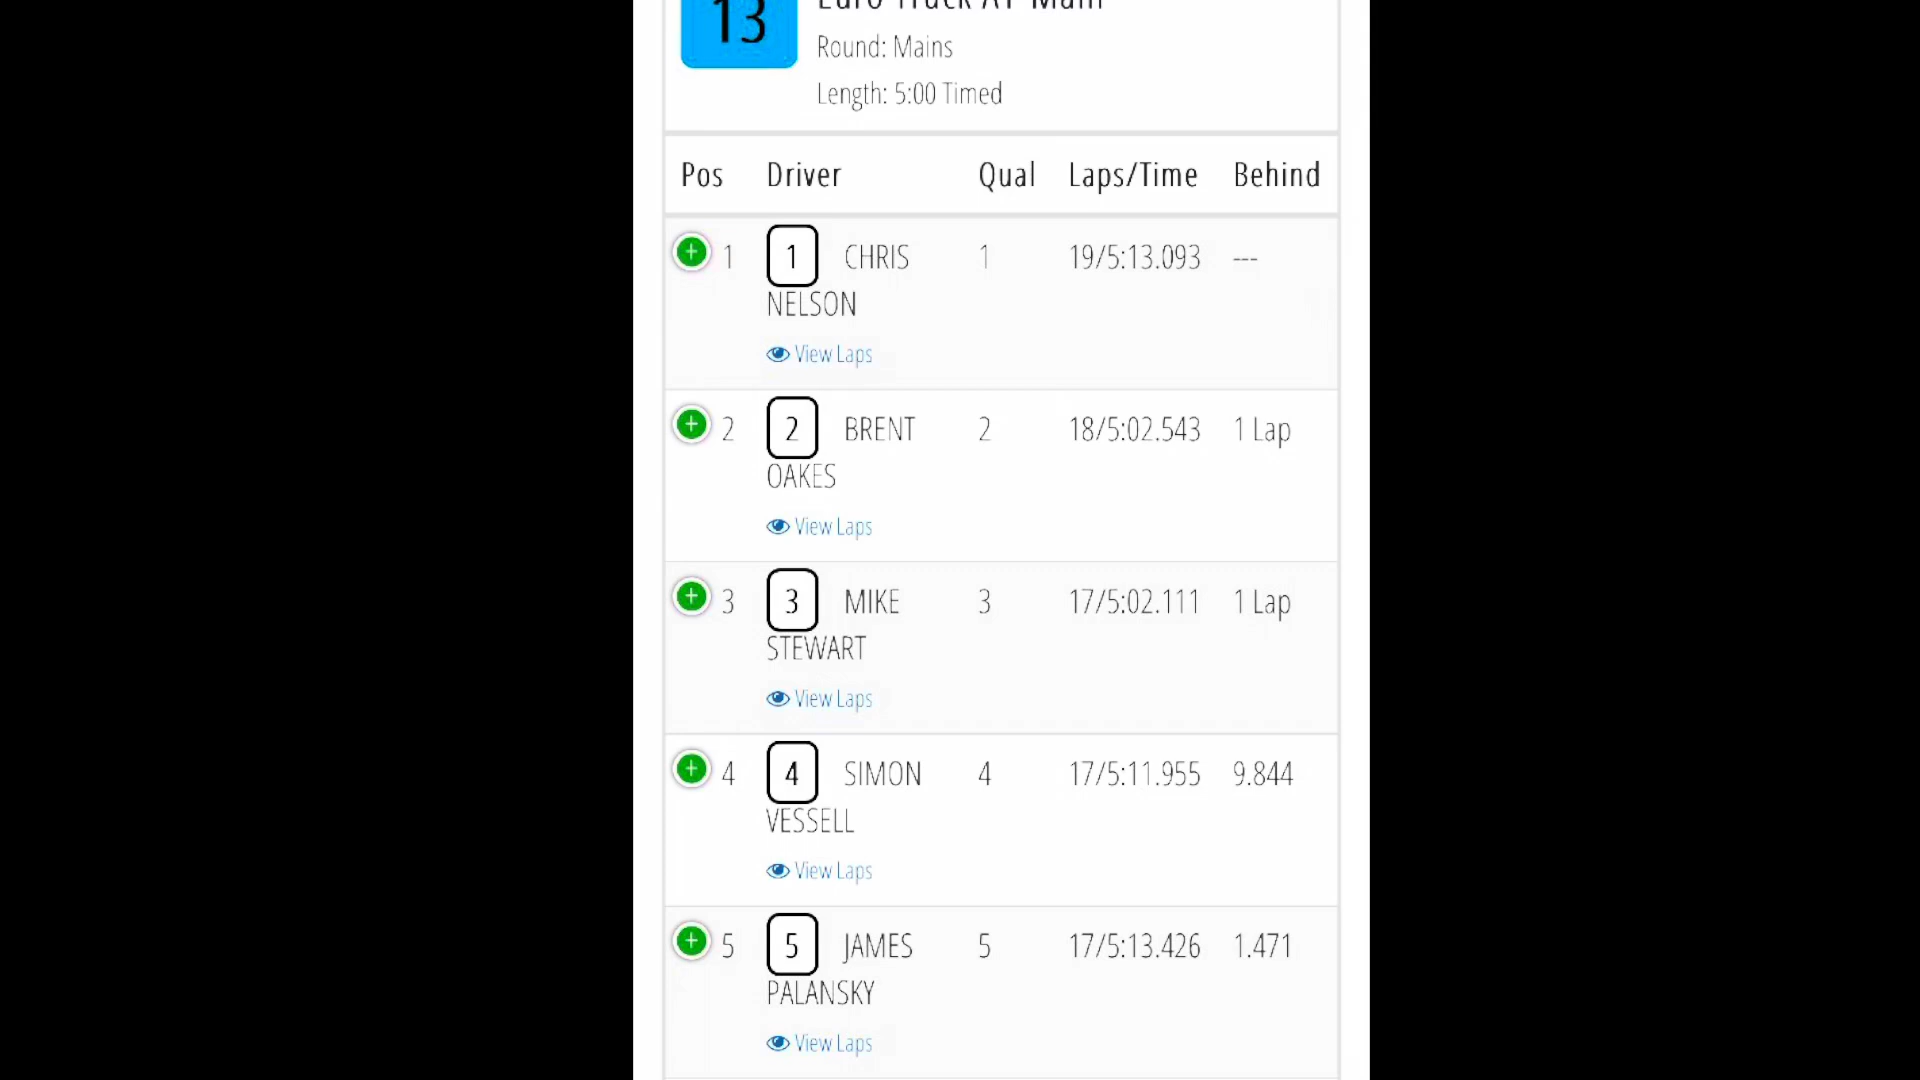 13
Euro Truck A1-Main
Round: Mains
Length: 5:00 Timed
Pos Driver Qual Laps/Time Behind
1 1 CHRIS NELSON 1 19/5:13.093 ---
View Laps
2 2 BRENT OAKES 2 18/5:02.543 1 Lap
View Laps
3 3 MIKE STEWART 3 17/5:02.111 1 Lap
View Laps
4 4 SIMON VESSELL 4 17/5:11.955 9.844
View Laps
5 5 JAMES PALANSKY 5 17/5:13.426 1.471
View Laps